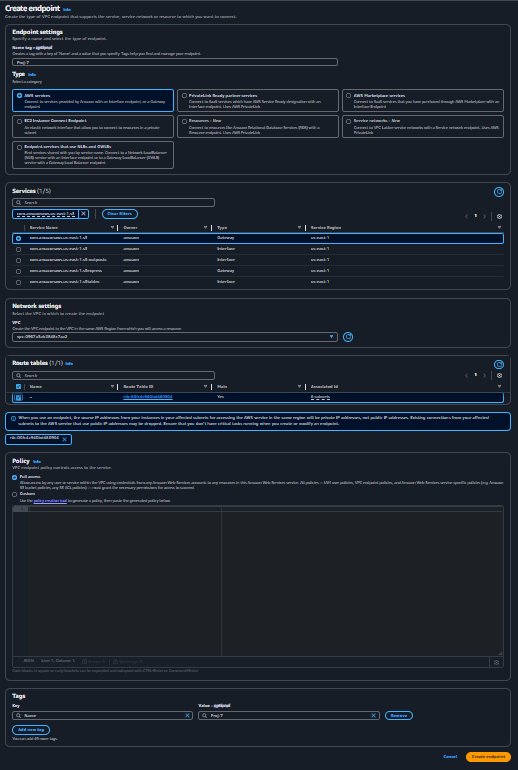 Create endpoint Info
Create the type of VPC endpoint that supports the service, service network or resource to which you want to connect.
Endpoint settings
Specify a name and select the type of endpoint.
Name tag - optional
Creates a tag with a key of 'Name' and a value that you specify. Tags help you find and manage your endpoint.
Proj 7
Type Info
Select a category
AWS services
Connect to services provided by Amazon with an Interface endpoint, or a Gateway endpoint
PrivateLink Ready partner services
Connect to SaaS services which have AWS Service Ready designation with an Interface endpoint. Uses AWS PrivateLink
AWS Marketplace services
Connect to SaaS services that you have purchased through AWS Marketplace with an Interface endpoint
EC2 Instance Connect Endpoint
An elastic network interface that allow you to connect to resources in a private subnet
Resources - New
Connect to resources like Amazon Relational Database Services (RDS) with a Resource endpoint. Uses AWS PrivateLink
Service networks - New
Connect to VPC Lattice service networks with a Service network endpoint. Uses AWS PrivateLink
Endpoint services that use NLBs and GWLBs
Find services shared with you by service name. Connect to a Network Load Balancer (NLB) service with an Interface endpoint or to a Gateway Load Balancer (GWLB) service with a Gateway Load Balancer endpoint
Services (1/5)
Search
com.amazonaws.us-east-1.s3
Clear filters
1
Service Name Owner Type Service Region
com.amazonaws.us-east-1.s3 amazon Gateway us-east-1
com.amazonaws.us-east-1.s3 amazon Interface us-east-1
com.amazonaws.us-east-1.s3-outposts amazon Interface us-east-1
com.amazonaws.us-east-1.s3express amazon Gateway us-east-1
com.amazonaws.us-east-1.s3tables amazon Interface us-east-1
Network settings
Select the VPC in which to create the endpoint
VPC
Create the VPC endpoint in the VPC in the same AWS Region from which you will access a resource.
Route tables (1/1) Info
Search
1
Name Route Table ID Main Associated Id
- Yes 6 subnets
When you use an endpoint, the source IP addresses from your instances in your affected subnets for accessing the AWS service in the same region will be private IP addresses, not public IP addresses. Existing connections from your affected subnets to the AWS service that use public IP addresses may be dropped. Ensure that you don't have critical tasks running when you create or modify an endpoint.
Policy Info
VPC endpoint policy controls access to the service.
Full access
Allow access by any user or service within the VPC using credentials from any Amazon Web Services accounts to any resources in this Amazon Web Services service. All policies — IAM user policies, VPC endpoint policies, and Amazon Web Services service-specific policies (e.g. Amazon S3 bucket policies, any S3 ACL policies) — must grant the necessary permissions for access to succeed.
Custom
Use the policy creation tool to generate a policy, then paste the generated policy below.
1
JSON Line 1, Column 1
Tags
Key Value - optional
Name Proj 7 Remove
Add new tag
You can add 49 more tags.
Cancel Create endpoint